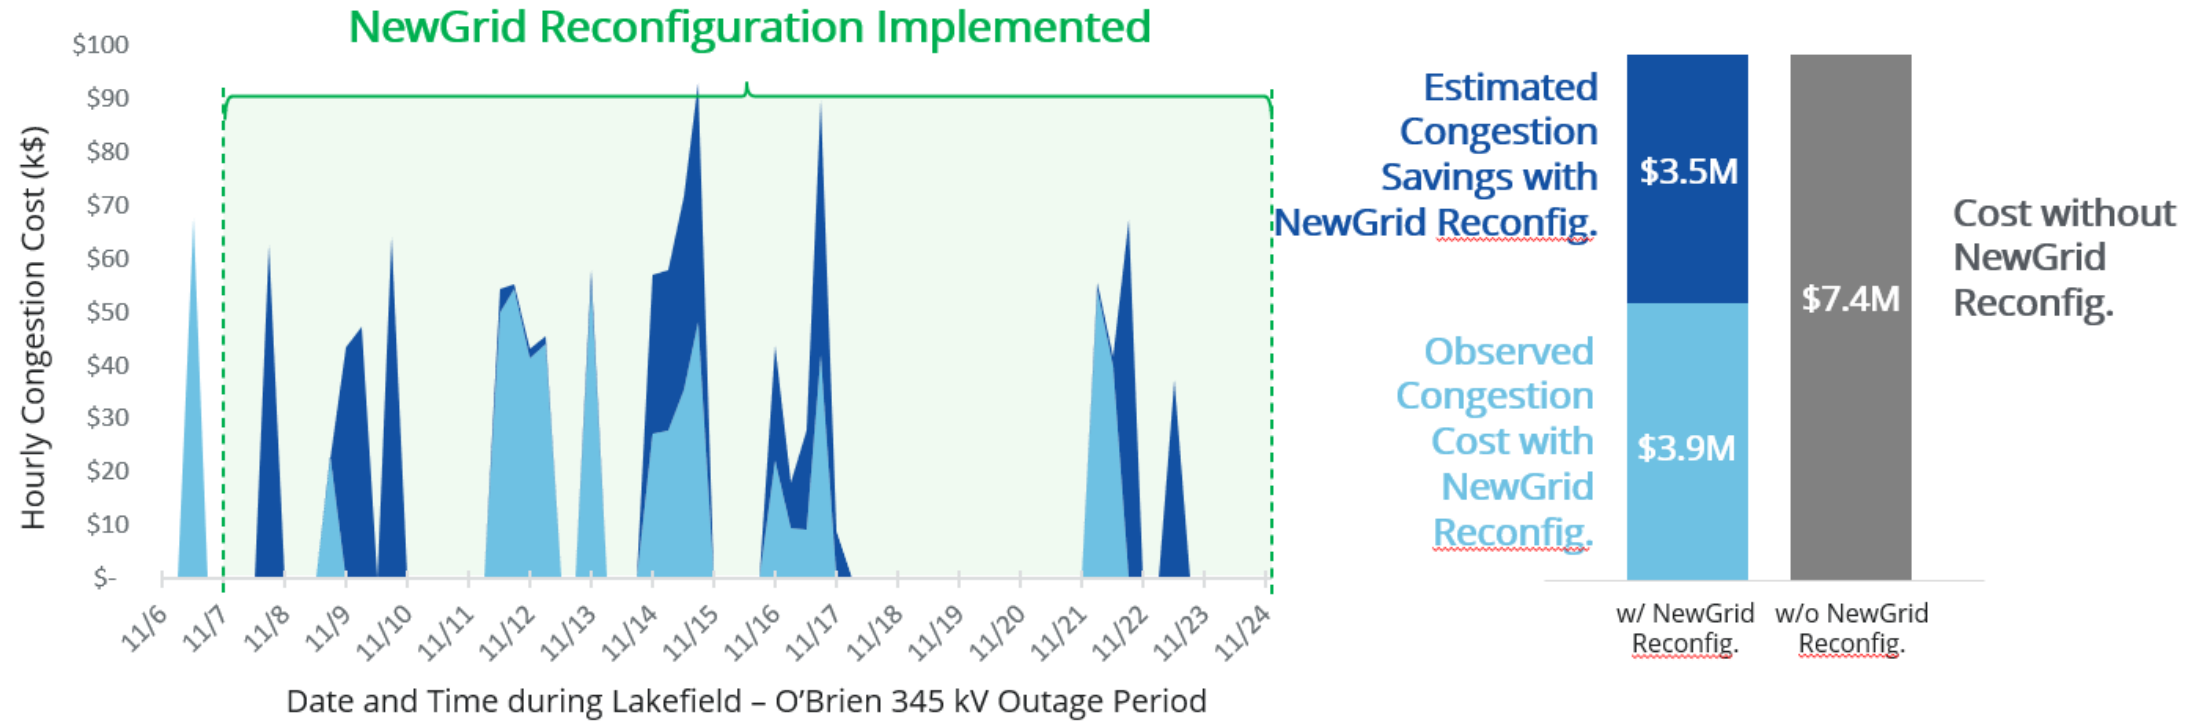 NewGrid Reconfiguration Implemented
Hourly Congestion Cost (k$)
$100
$90
$80
$70
$60
$50
$40
$30
$20
$10
$-
11/6
11/7
11/8
11/9
11/10
11/11
11/12
11/13
11/14
11/15
11/16
11/17
11/18
11/19
11/20
11/21
11/22
11/23
11/24
Date and Time during Lakefield – O'Brien 345 kV Outage Period
Estimated
Congestion
Savings with
NewGrid Reconfig.
Observed
Congestion
Cost with
NewGrid
Reconfig.
$3.5M
$3.9M
$7.4M
Cost without
NewGrid
Reconfig.
w/ NewGrid
Reconfig.
w/o NewGrid
Reconfig.